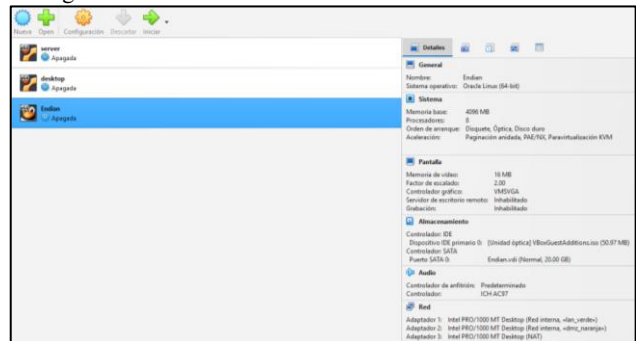 Nueva Open Configuración Descartar Iniciar
server
Apagada
desktop
Apagada
Endian
Apagada
Detalles
General
Nombre: Endian
Sistema operativo: Oracle Linux (64-bit)
Sistema
Memoria base: 4096 MB
Procesadores: 8
Orden de arranque: Disquete, Óptica, Disco duro
Aceleración: Paginación anidada, PAE/NX, Paravirtualización KVM
Pantalla
Memoria de vídeo: 16 MB
Factor de escalado: 2.00
Controlador gráfico: VMSVGA
Servidor de escritorio remoto: Inhabilitado
Grabación: Inhabilitado
Almacenamiento
Controlador: IDE
Dispositivo IDE primario 0: [Unidad óptica] VBoxGuestAdditions.iso (50.97 MB)
Controlador: SATA
Puerto SATA 0: Endian.vdi (Normal, 20.00 GB)
Audio
Controlador de anfitrión: Predeterminado
Controlador: ICH AC97
Red
Adaptador 1: Intel PRO/1000 MT Desktop (Red interna, «lan_verde»)
Adaptador 2: Intel PRO/1000 MT Desktop (Red interna, «dmz_naranja»)
Adaptador 3: Intel PRO/1000 MT Desktop (NAT)